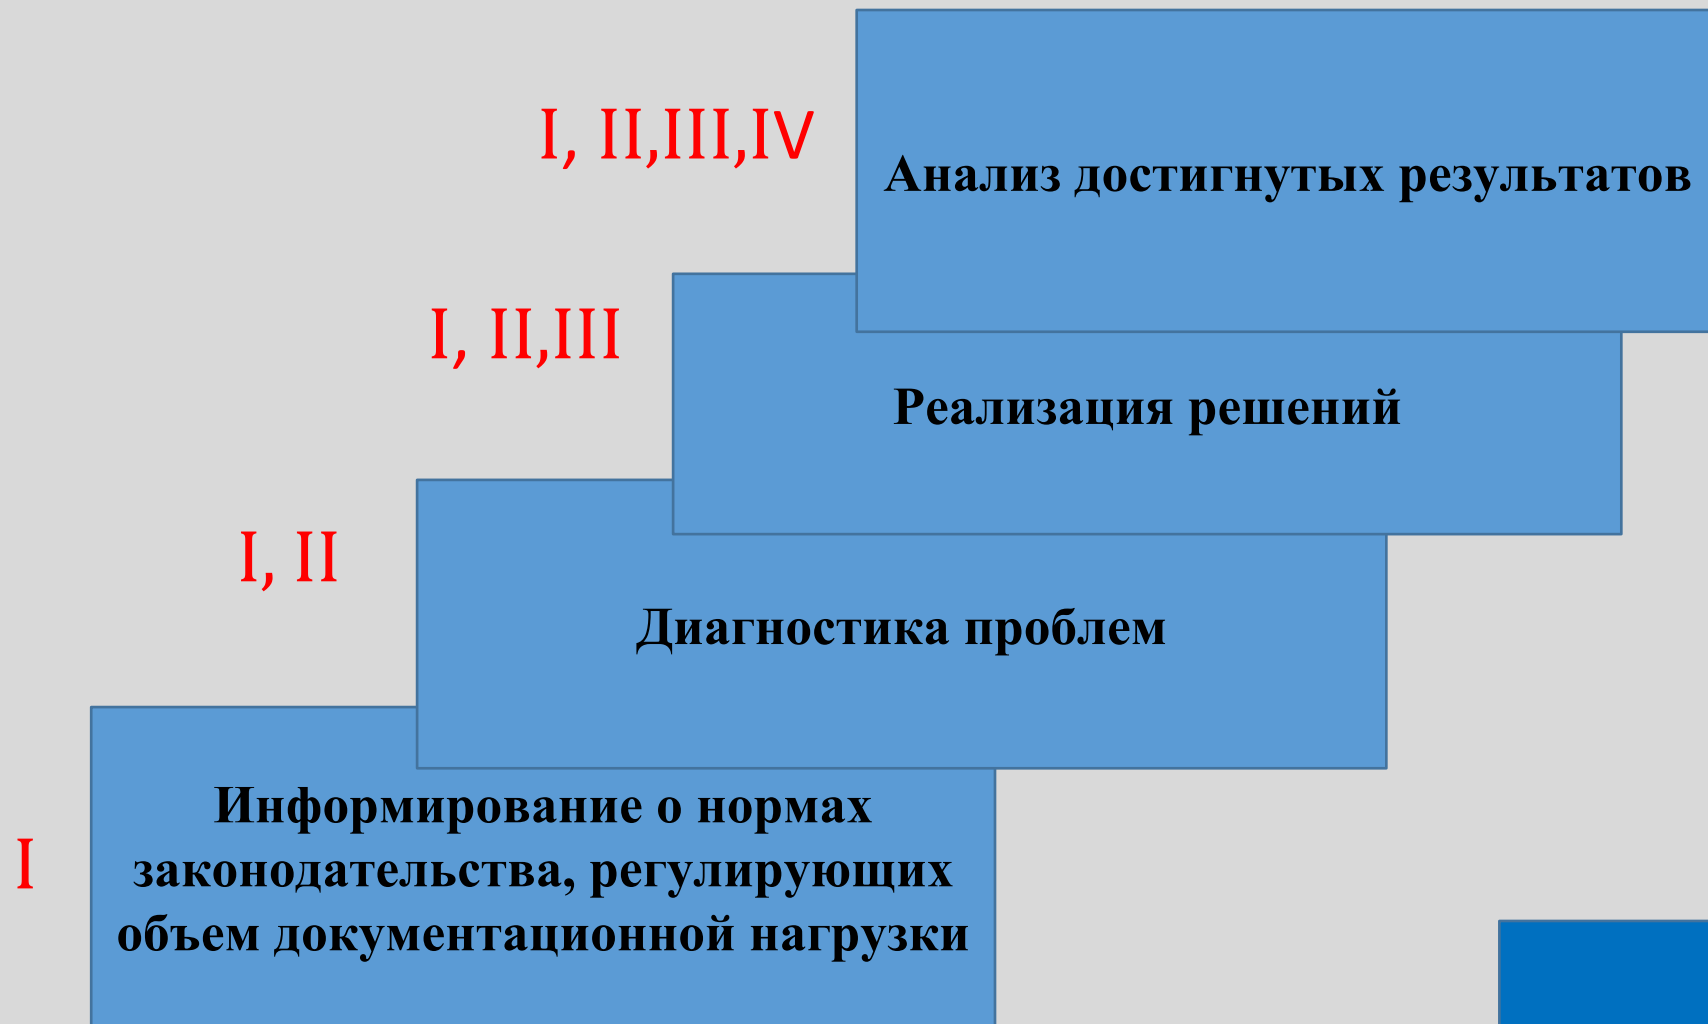 I, II,III,IV
Анализ достигнутых результатов
I, II,III
Реализация решений
I, II
Диагностика проблем
I
Информирование о нормах
законодательства, регулирующих
объем документационной нагрузки